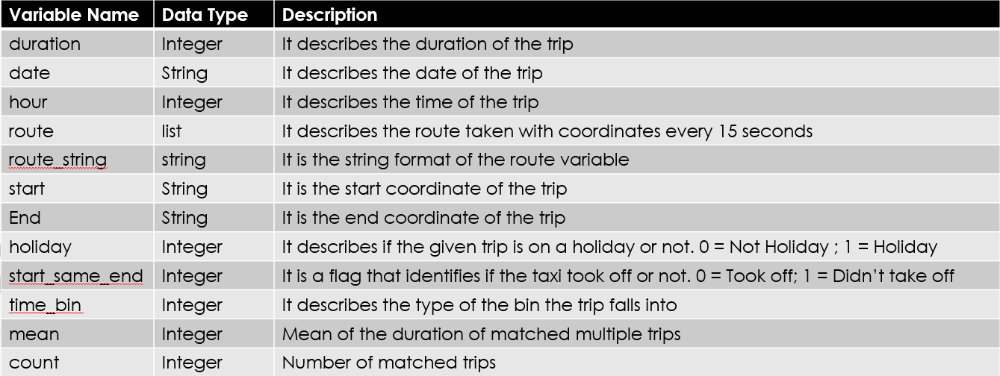 Variable Name Data Type Description
duration Integer It describes the duration of the trip
date String It describes the date of the trip
hour Integer It describes the time of the trip
route list It describes the route taken with coordinates every 15 seconds
route_string string It is the string format of the route variable
start String It is the start coordinate of the trip
End String It is the end coordinate of the trip
holiday Integer It describes if the given trip is on a holiday or not. 0 = Not Holiday ; 1 = Holiday
start_same_end Integer It is a flag that identifies if the taxi took off or not. 0 = Took off; 1 = Didn't take off
time_bin Integer It describes the type of the bin the trip falls into
mean Integer Mean of the duration of matched multiple trips
count Integer Number of matched trips